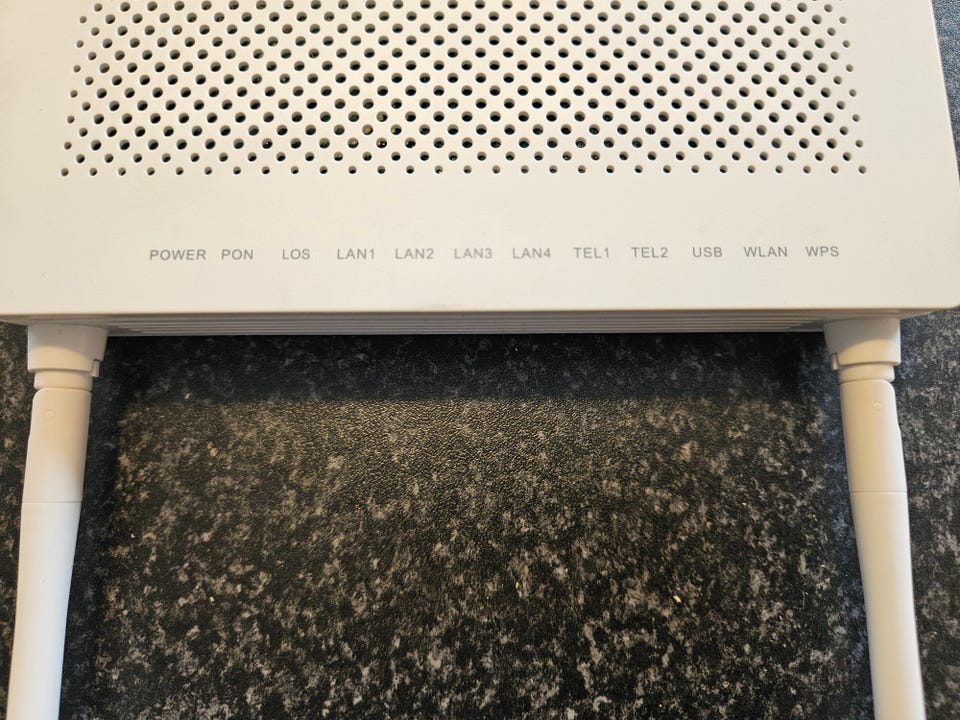 POWER PON LOS LAN1 LAN2 LAN3 LAN4 TEL1 TEL2 USB WLAN WPS